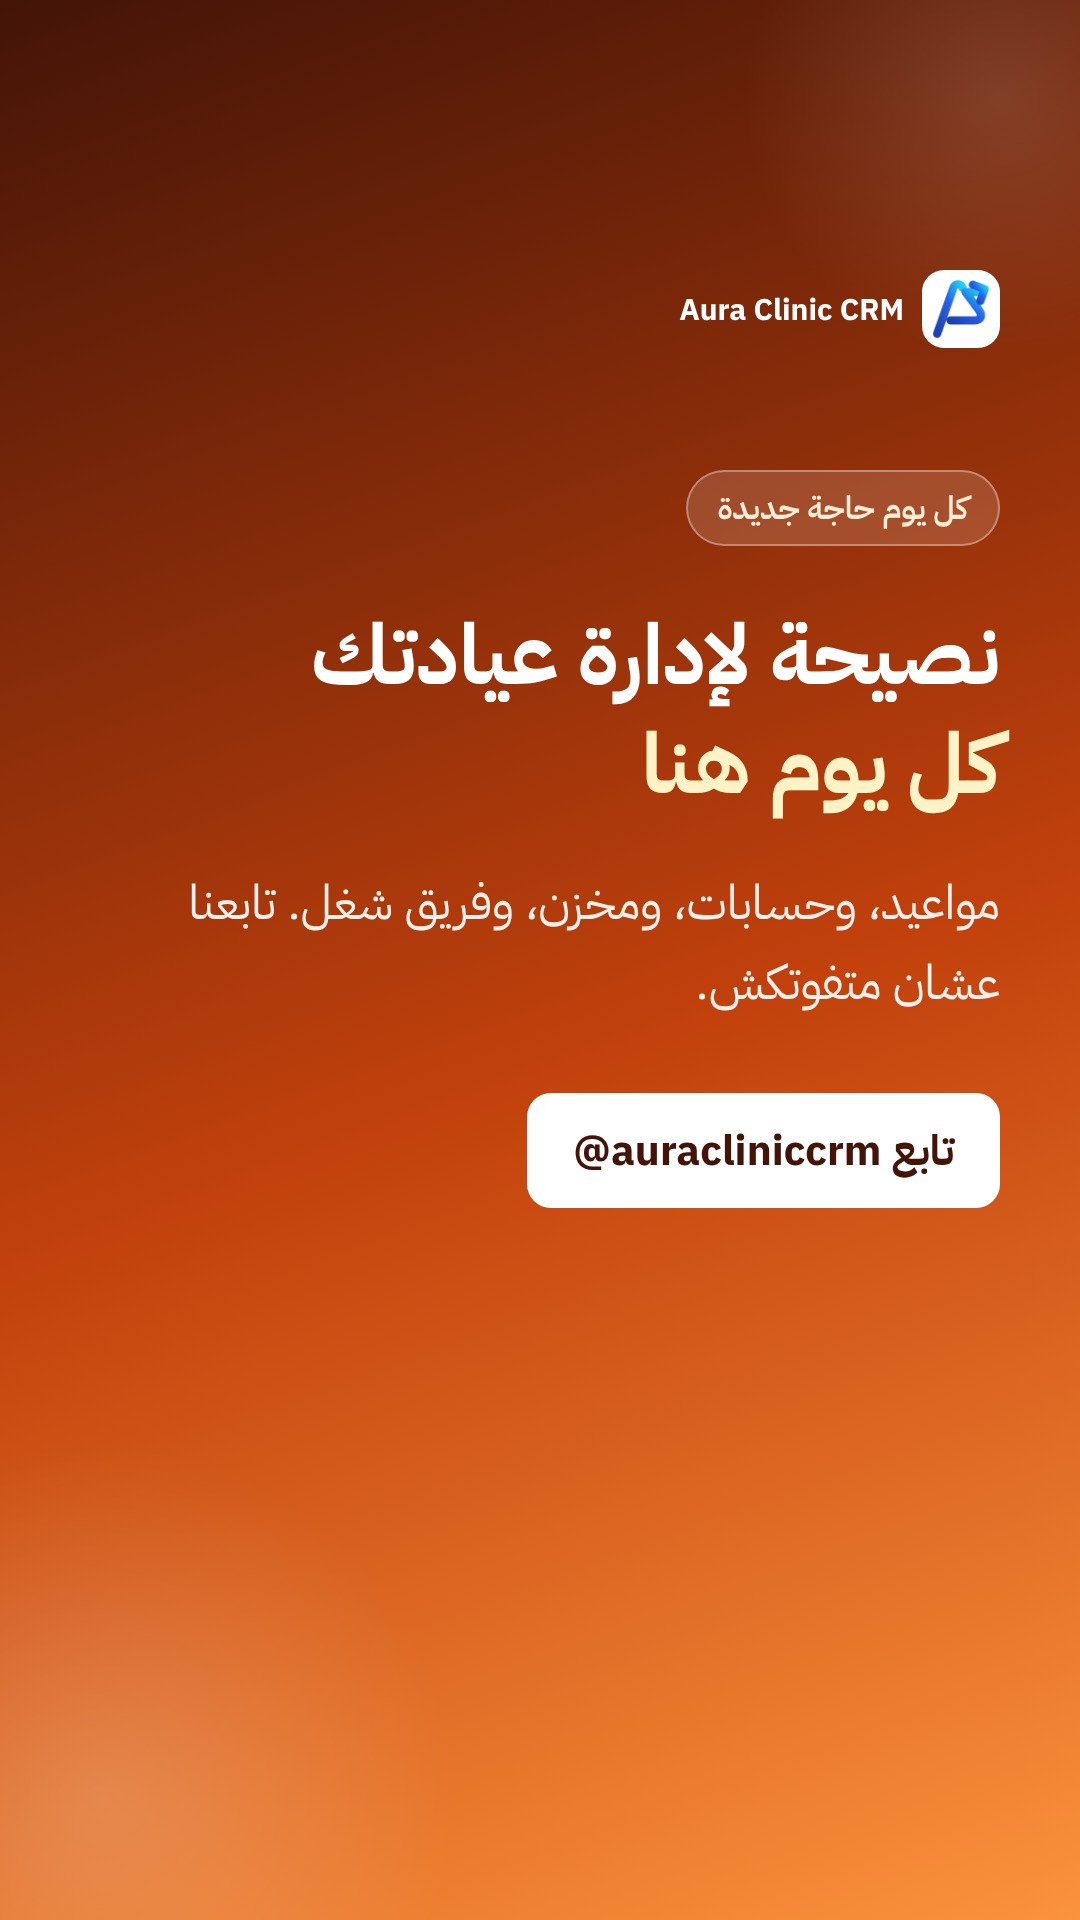 Aura Clinic CRM
كل يوم حاجة جديدة
نصيحة لإدارة عيادتك
كل يوم هنا
مواعيد، وحسابات، ومخزن، وفريق شغل. تابعنا
عشان متفوتكش.
تابع @auracliniccrm